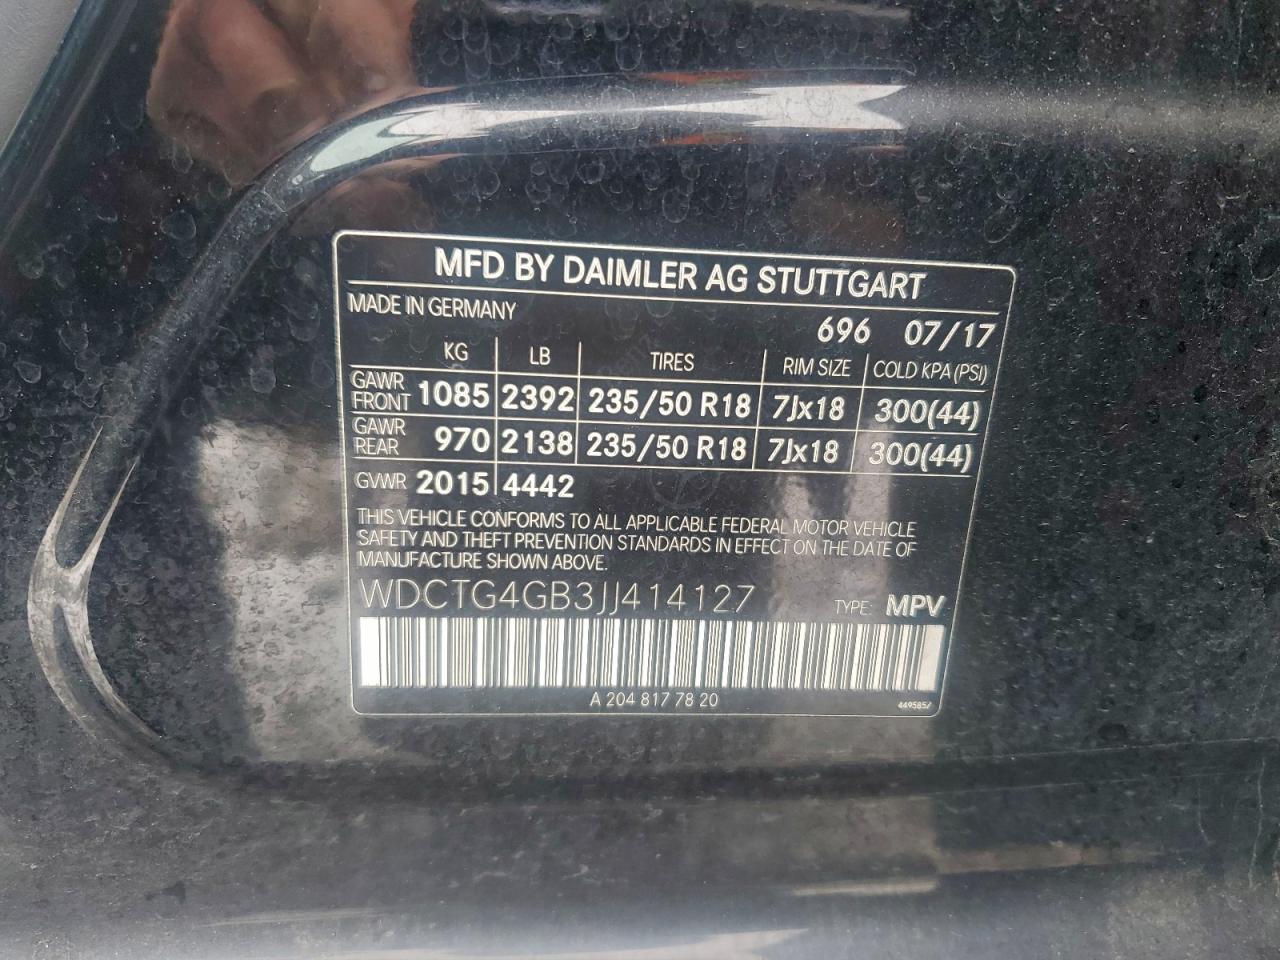 MFD BY DAIMLER AG STUTTGART
MADE IN GERMANY
696 07/17
KG LB TIRES RIM SIZE COLD KPA (PSI)
GAWR FRONT 1085 2392 235/50 R18 7Jx18 300(44)
GAWR REAR 970 2138 235/50 R18 7Jx18 300(44)
GVWR 2015 4442
THIS VEHICLE CONFORMS TO ALL APPLICABLE FEDERAL MOTOR VEHICLE
SAFETY AND THEFT PREVENTION STANDARDS IN EFFECT ON THE DATE OF
MANUFACTURE SHOWN ABOVE.
WDCTG4GB3JJ414127 TYPE: MPV
A 204 817 78 20